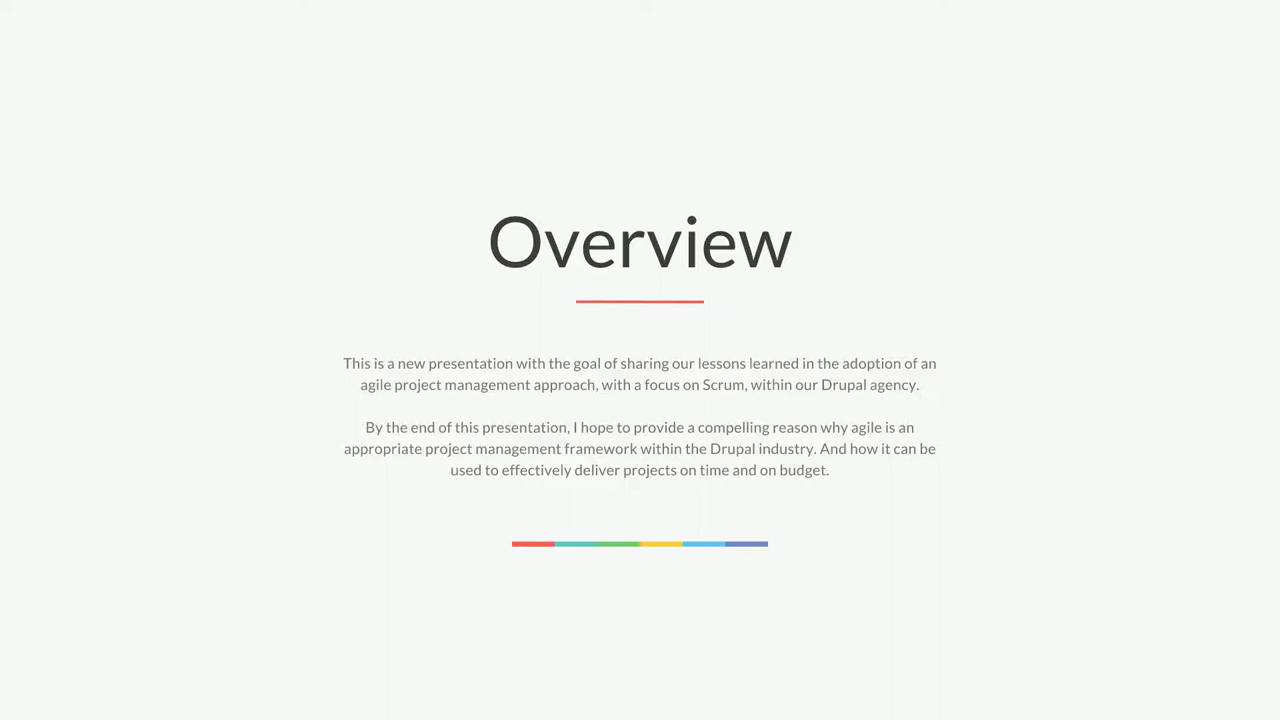 Overview
This is a new presentation with the goal of sharing our lessons learned in the adoption of an
agile project management approach, with a focus on Scrum, within our Drupal agency.
By the end of this presentation, I hope to provide a compelling reason why agile is an
appropriate project management framework within the Drupal industry. And how it can be
used to effectively deliver projects on time and on budget.